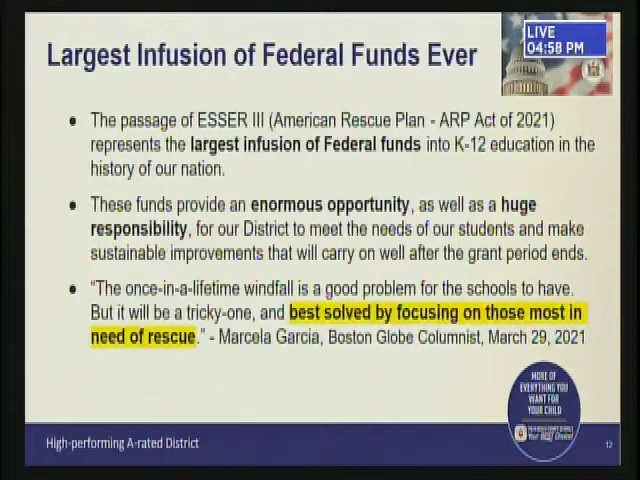 Largest Infusion of Federal Funds Ever
LIVE
04:58 PM
• The passage of ESSER III (American Rescue Plan - ARP Act of 2021)
represents the largest infusion of Federal funds into K-12 education in the
history of our nation.
• These funds provide an enormous opportunity, as well as a huge
responsibility, for our District to meet the needs of our students and make
sustainable improvements that will carry on well after the grant period ends.
• “The once-in-a-lifetime windfall is a good problem for the schools to have.
But it will be a tricky-one, and best solved by focusing on those most in
need of rescue.” - Marcela Garcia, Boston Globe Columnist, March 29, 2021
MORE OF
EVERYTHING YOU
WANT FOR
YOUR CHILD
Your BEST Choice!
High-performing A-rated District
12